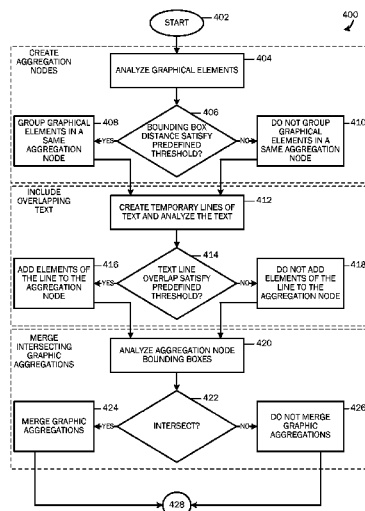 START
402
400
CREATE
AGGREGATION
NODES
ANALYZE GRAPHICAL ELEMENTS
404
406
BOUNDING BOX
DISTANCE SATISFY
PREDEFINED
THRESHOLD?
YES
NO
GROUP GRAPHICAL
ELEMENTS IN A
SAME
AGGREGATION
NODE
408
DO NOT GROUP
GRAPHICAL
ELEMENTS IN A
SAME AGGREGATION
NODE
410
INCLUDE
OVERLAPPING
TEXT
CREATE TEMPORARY LINES OF
TEXT AND ANALYZE THE TEXT
412
414
TEXT LINE
OVERLAP SATISFY
PREDEFINED
THRESHOLD?
YES
NO
416
ADD ELEMENTS OF
THE LINE TO THE
AGGREGATION
NODE
DO NOT ADD
ELEMENTS OF THE
LINE TO THE
AGGREGATION NODE
418
MERGE
INTERSECTING
GRAPHIC
AGGREGATIONS
ANALYZE AGGREGATION NODE
BOUNDING BOXES
420
422
INTERSECT?
YES
NO
424
MERGE GRAPHIC
AGGREGATIONS
DO NOT MERGE
GRAPHIC
AGGREGATIONS
426
428